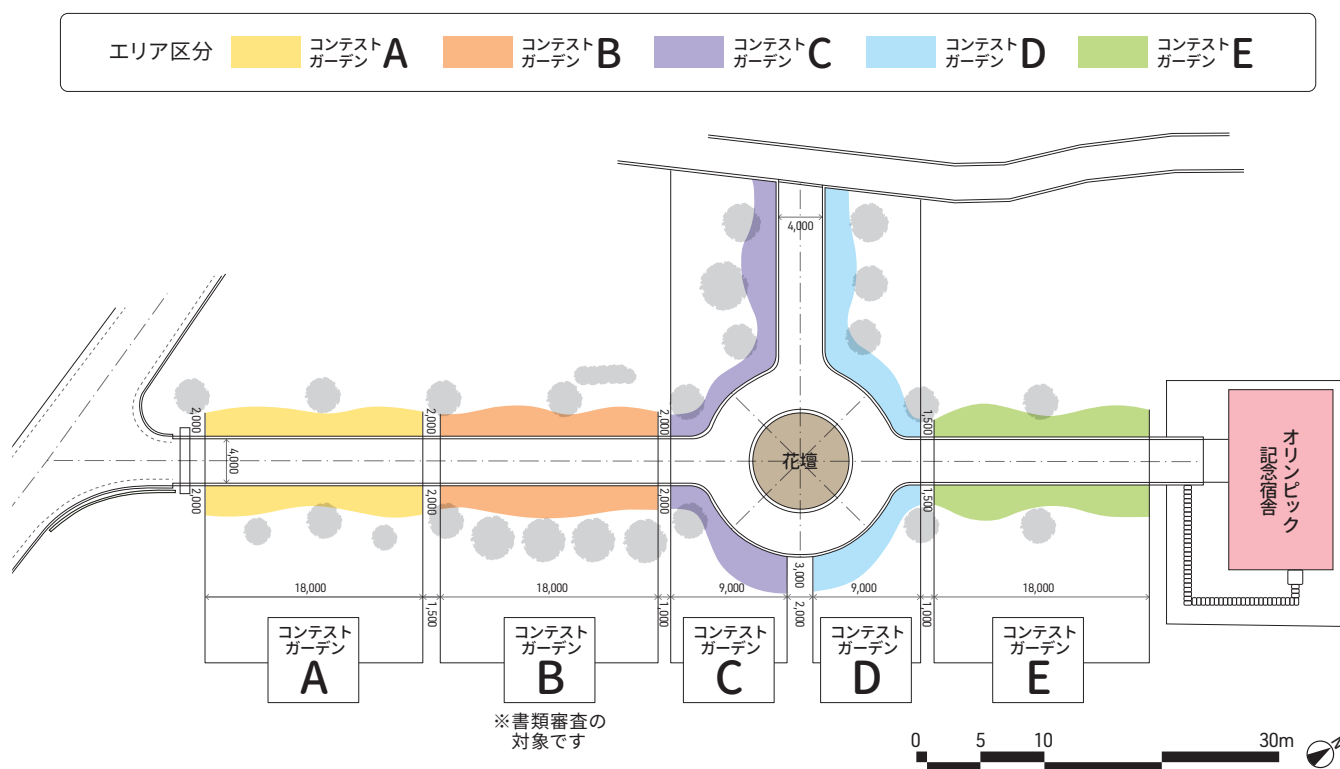 エリア区分
コンテスト
ガーデン A
コンテスト
ガーデン B
コンテスト
ガーデン C
コンテスト
ガーデン D
コンテスト
ガーデン E
4,000
2,000
2,000
2,000
1,500
4,000
花壇
オリンピック
記念宿舎
2,000
2,000
2,000
1,500
3,000
18,000
18,000
9,000
9,000
18,000
1,500
1,000
2,000
1,000
コンテスト
ガーデン
A
コンテスト
ガーデン
B
コンテスト
ガーデン
C
コンテスト
ガーデン
D
コンテスト
ガーデン
E
※書類審査の
対象です
0 5 10 30m
N